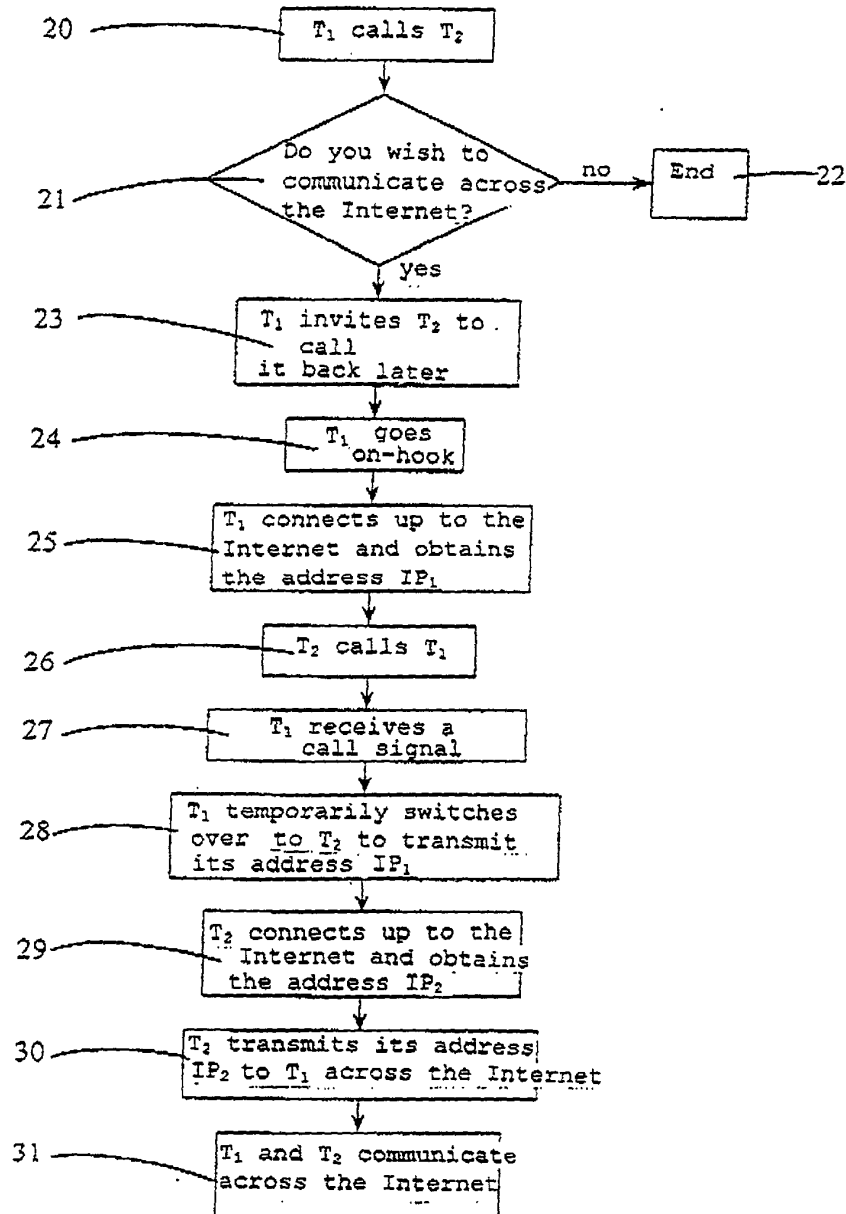 20
T₁ calls T₂
Do you wish to
communicate across
the Internet?
21
no
End
22
yes
23
T₁ invites T₂ to
call
it back later
24
T₁ goes
on-hook
25
T₁ connects up to the
Internet and obtains
the address IP₁
26
T₂ calls T₁
27
T₁ receives a
call signal
28
T₁ temporarily switches
over to T₂ to transmit
its address IP₁
29
T₂ connects up to the
Internet and obtains
the address IP₂
30
T₂ transmits its address
IP₂ to T₁ across the Internet
31
T₁ and T₂ communicate
across the Internet